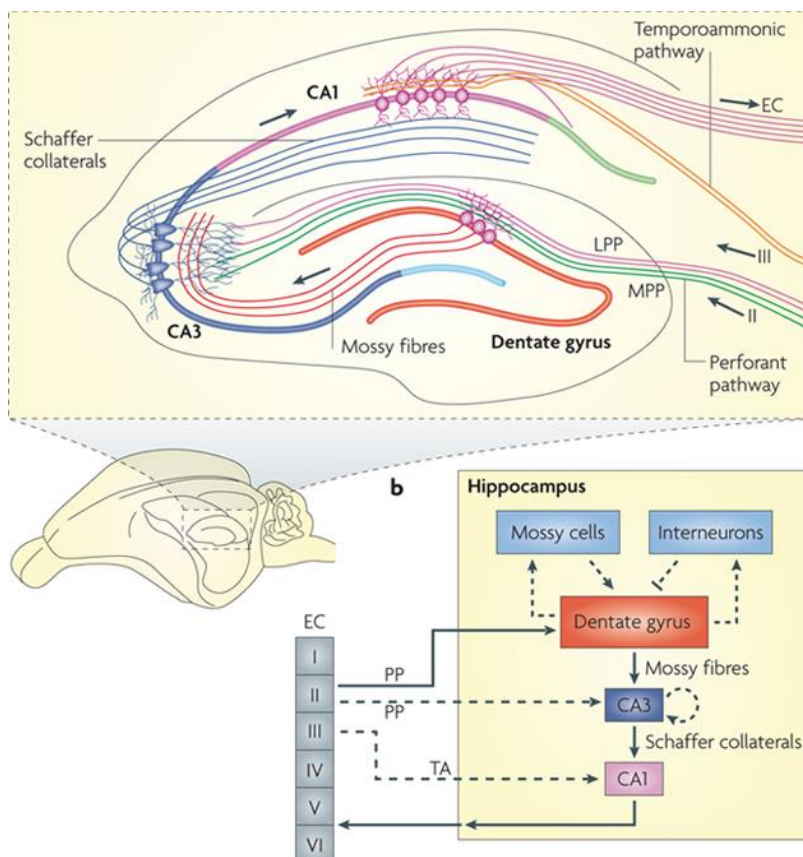 Temporoammonic
pathway
CA1
EC
Schaffer
collaterals
LPP
III
MPP
II
CA3
Mossy fibres
Dentate gyrus
Perforant
pathway
b
Hippocampus
Mossy cells
Interneurons
EC
Dentate gyrus
I
PP
Mossy fibres
II
PP
CA3
III
Schaffer collaterals
IV
TA
CA1
V
VI